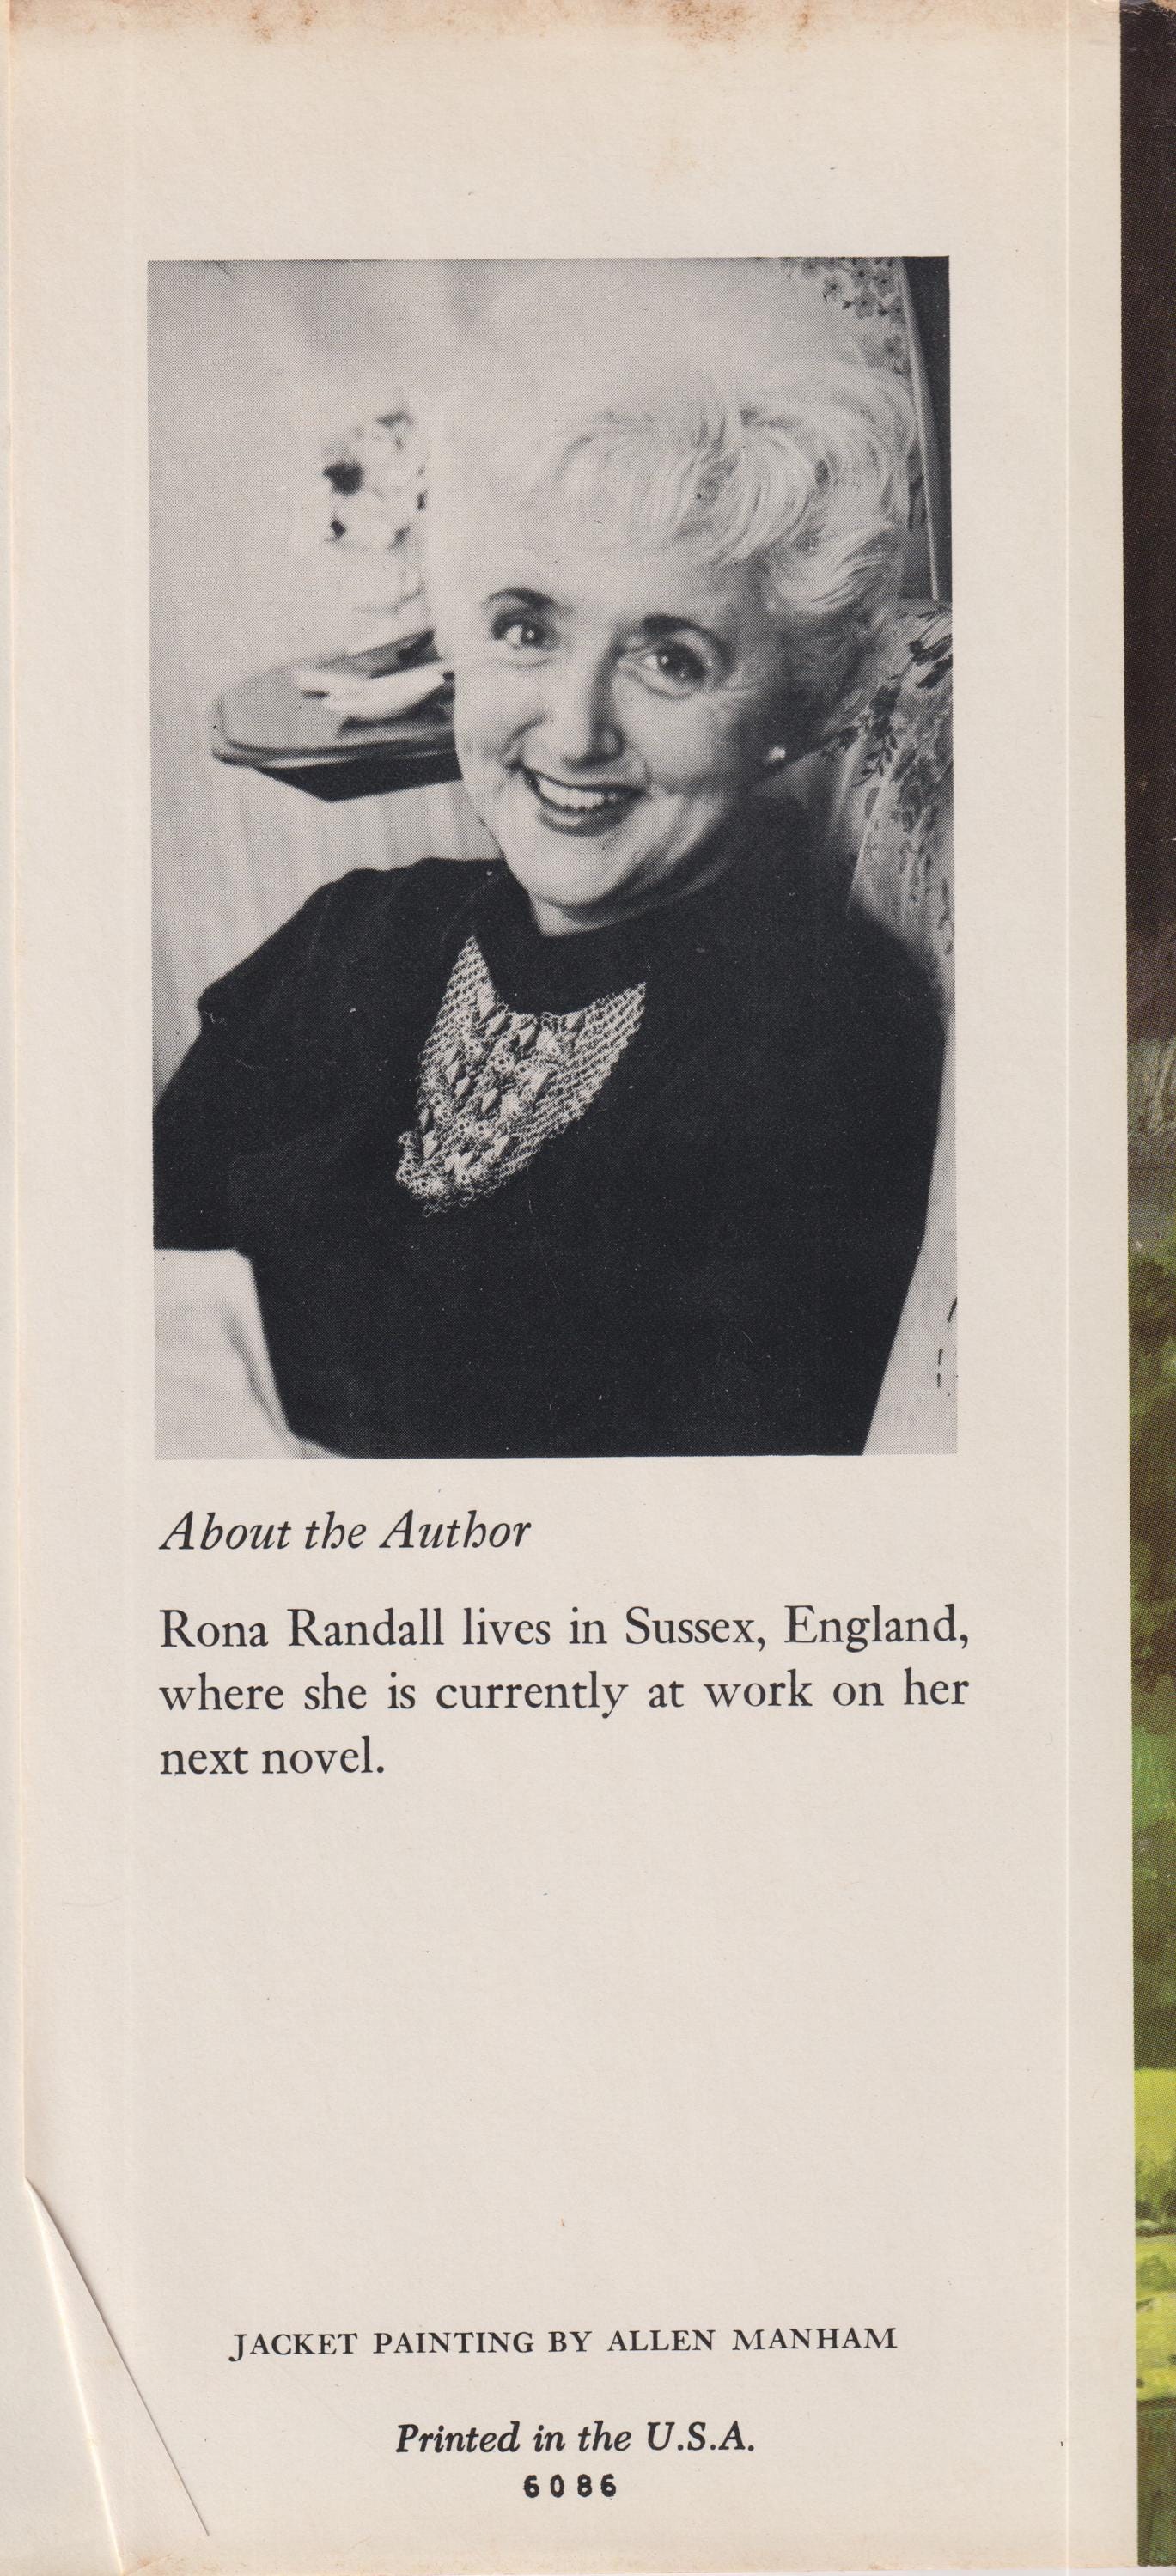 About the Author
Rona Randall lives in Sussex, England,
where she is currently at work on her
next novel.
JACKET PAINTING BY ALLEN MANHAM
Printed in the U.S.A.
6086